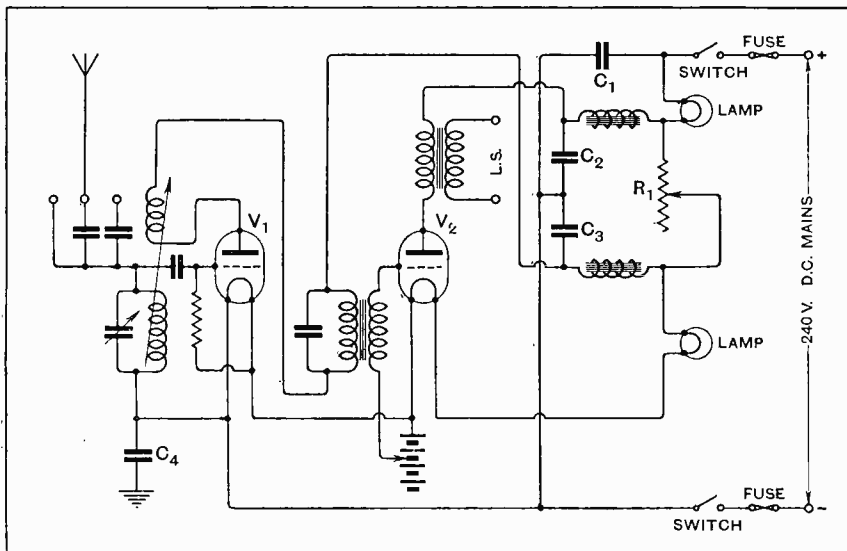 FUSE
+
SWITCH
C1
LAMP
L.S.
C2
R1
C3
V1
V2
240 V. D.C. MAINS
LAMP
C4
FUSE
-
SWITCH